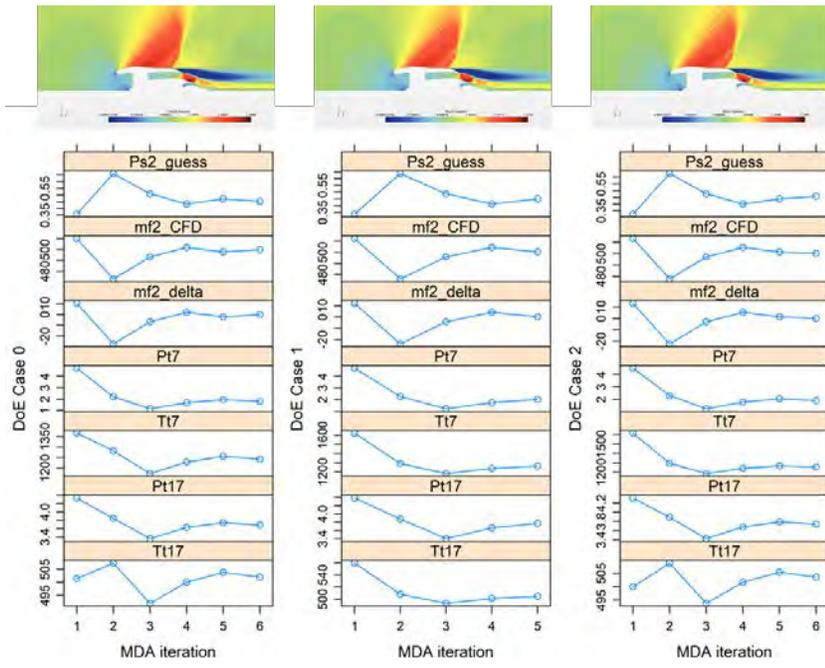 DoE Case 0
Ps2_guess
0.35 0.55
mf2_CFD
480 500
mf2_delta
-20 0 10
Pt7
1 2 3 4
Tt7
1200 1350
Pt17
3.4 4.0
Tt17
495 505
1 2 3 4 5 6
MDA iteration
DoE Case 1
Ps2_guess
0.35 0.55
mf2_CFD
480 500
mf2_delta
-20 0 10
Pt7
2 3 4
Tt7
1200 1600
Pt17
3.4 4.0
Tt17
500 540
1 2 3 4 5
MDA iteration
DoE Case 2
Ps2_guess
0.35 0.55
mf2_CFD
480 500
mf2_delta
-20 0 10
Pt7
2 3 4
Tt7
1200 1500
Pt17
3.4 3.8 4.2
Tt17
495 505
1 2 3 4 5 6
MDA iteration